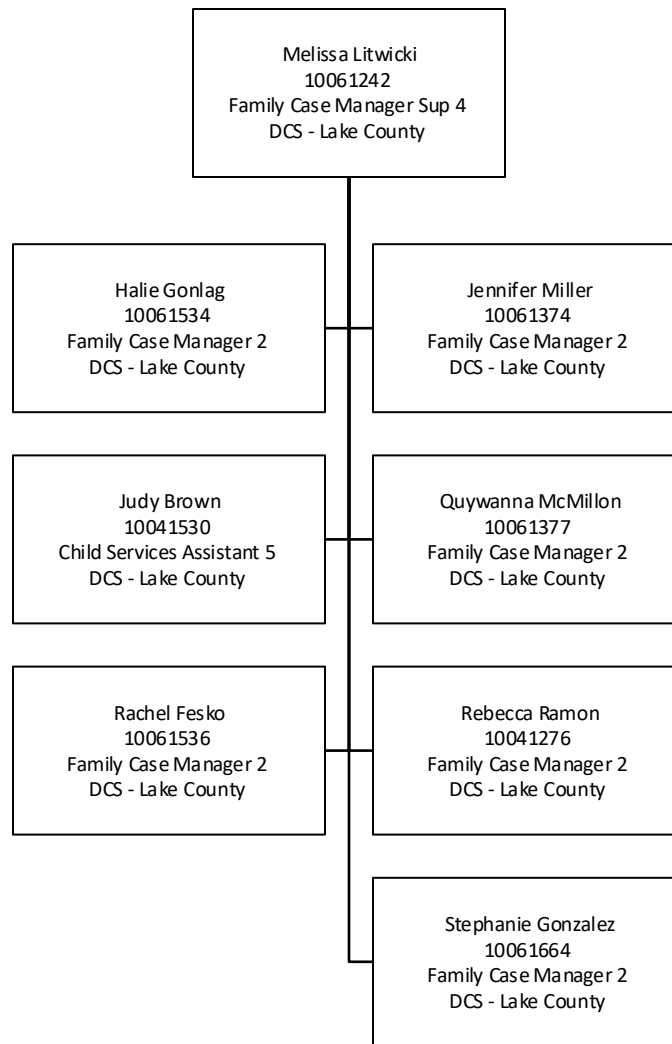 Melissa Litwicki
10061242
Family Case Manager Sup 4
DCS - Lake County
Halie Gonlag
10061534
Family Case Manager 2
DCS - Lake County
Jennifer Miller
10061374
Family Case Manager 2
DCS - Lake County
Judy Brown
10041530
Child Services Assistant 5
DCS - Lake County
Quywanna McMillon
10061377
Family Case Manager 2
DCS - Lake County
Rachel Fesko
10061536
Family Case Manager 2
DCS - Lake County
Rebecca Ramon
10041276
Family Case Manager 2
DCS - Lake County
Stephanie Gonzalez
10061664
Family Case Manager 2
DCS - Lake County